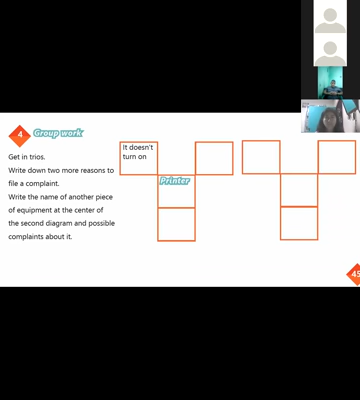 4
Group work
Get in trios.
Write down two more reasons to
file a complaint.
Write the name of another piece
of equipment at the center of
the second diagram and possible
complaints about it.
It doesn't
turn on
Printer
45